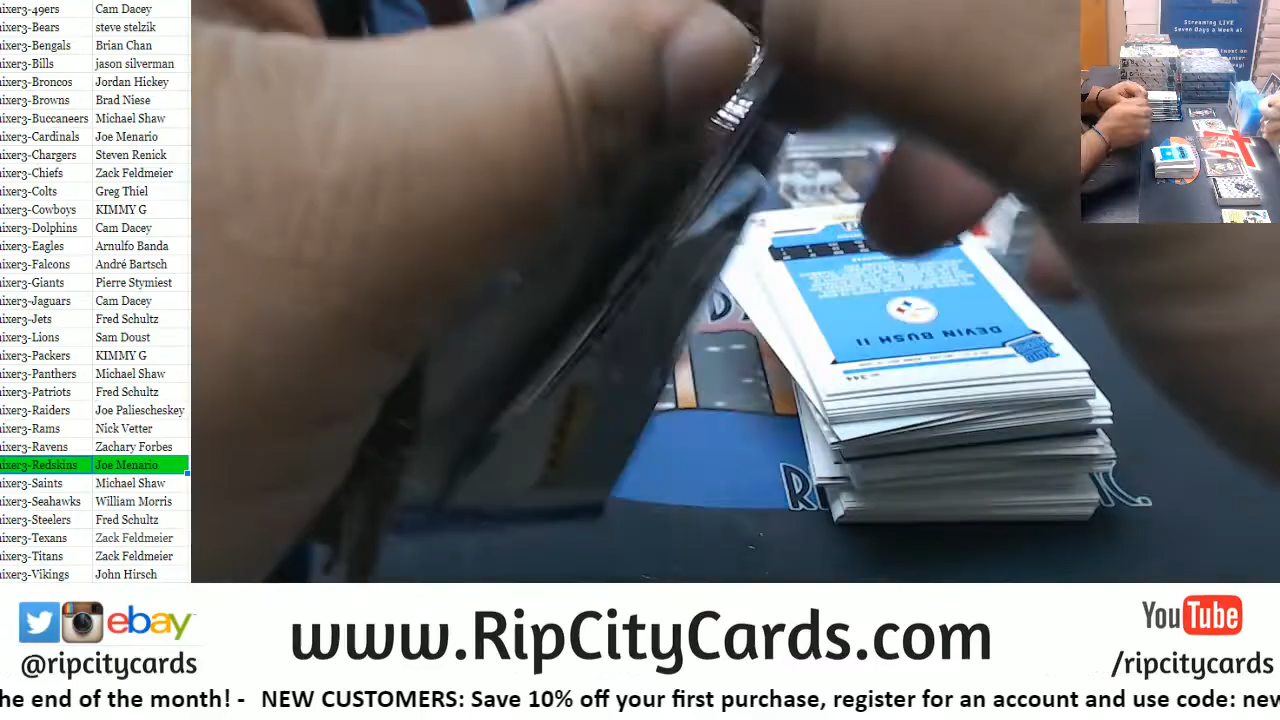 ixer3-49ers Cam Dacey
ixer3-Bears steve stelzik
ixer3-Bengals Brian Chan
ixer3-Bills jason silverman
ixer3-Broncos Jordan Hickey
ixer3-Browns Brad Niese
ixer3-Buccaneers Michael Shaw
ixer3-Cardinals Joe Menario
ixer3-Chargers Steven Renick
ixer3-Chiefs Zack Feldmeier
ixer3-Colts Greg Thiel
ixer3-Cowboys KIMMY G
ixer3-Dolphins Cam Dacey
ixer3-Eagles Arnulfo Banda
ixer3-Falcons André Bartsch
ixer3-Giants Pierre Stymiest
ixer3-Jaguars Cam Dacey
ixer3-Jets Fred Schultz
ixer3-Lions Sam Doust
ixer3-Packers KIMMY G
ixer3-Panthers Michael Shaw
ixer3-Patriots Fred Schultz
ixer3-Raiders Joe Paliescheskey
ixer3-Rams Nick Vetter
ixer3-Ravens Zachary Forbes
ixer3-Redskins Joe Menario
ixer3-Saints Michael Shaw
ixer3-Seahawks William Morris
ixer3-Steelers Fred Schultz
ixer3-Texans Zack Feldmeier
ixer3-Titans Zack Feldmeier
ixer3-Vikings John Hirsch
Streaming LIVE
Seven Days a Week at
DEVIN BUSH II
344
ebay
@ripcitycards
www.RipCityCards.com
YouTube
/ripcitycards
he end of the month! - NEW CUSTOMERS: Save 10% off your first purchase, register for an account and use code: new